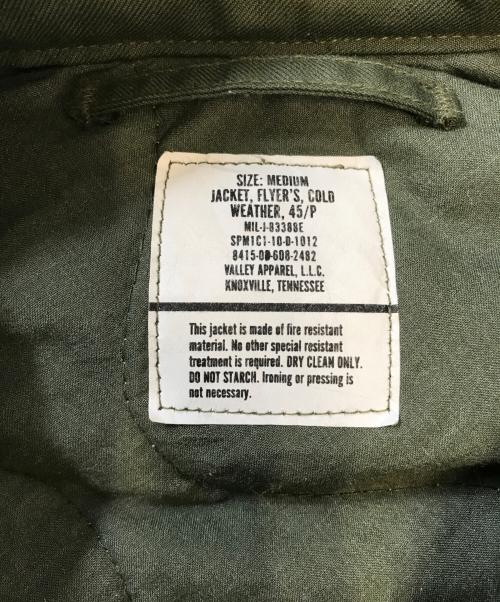 SIZE: MEDIUM
JACKET, FLYER'S, COLD
WEATHER, 45/P
MIL-J-83388E
SPM1C1-10-D-1012
8415-00-608-2482
VALLEY APPAREL, L.L.C.
KNOXVILLE, TENNESSEE
This jacket is made of fire resistant
material. No other special resistant
treatment is required. DRY CLEAN ONLY.
DO NOT STARCH. Ironing or pressing is
not necessary.